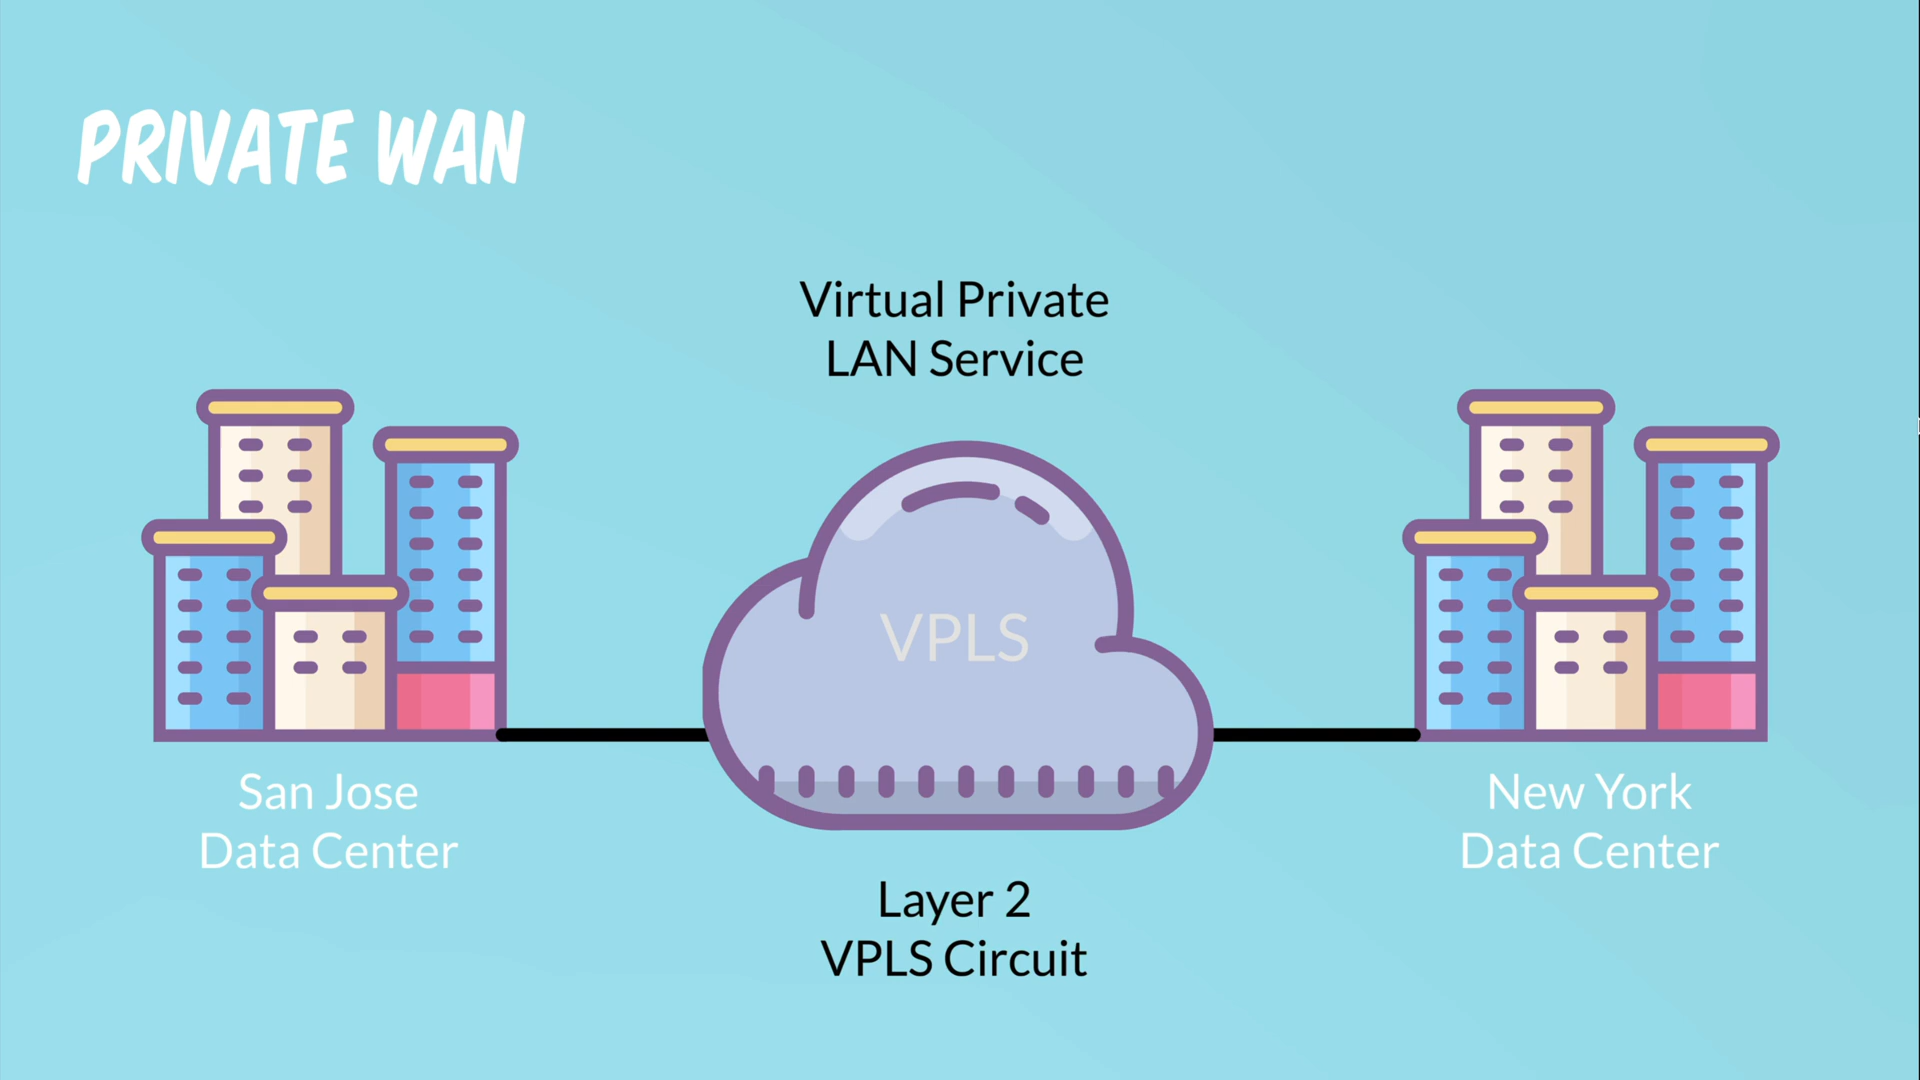 PRIVATE WAN
Virtual Private
LAN Service
VPLS
San Jose
Data Center
New York
Data Center
Layer 2
VPLS Circuit